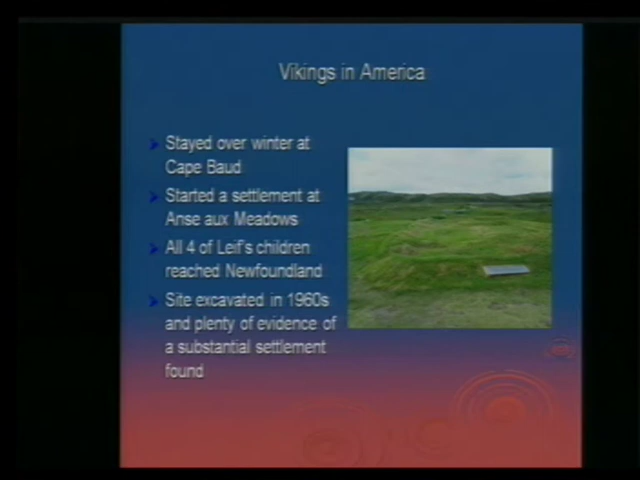 Vikings in America
Stayed over winter at
Cape Baud
Started a settlement at
Anse aux Meadows
All 4 of Leif's children
reached Newfoundland
Site excavated in 1960s
and plenty of evidence of
a substantial settlement
found